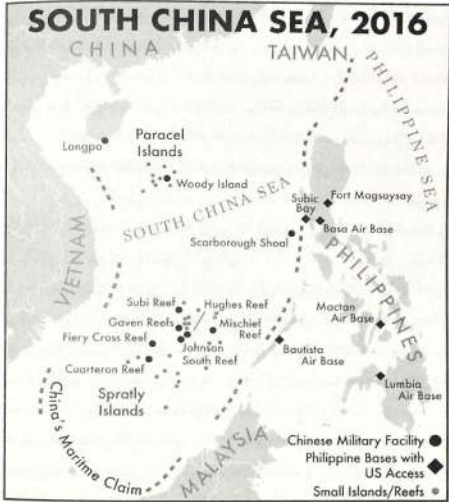 SOUTH CHINA SEA, 2016
CHINA
TAIWAN
PHILIPPINE SEA
Longpo
Paracel
Islands
Woody Island
SOUTH CHINA SEA
Subic
Bay
Fort Magsaysay
Basa Air Base
Scarborough Shoal
VIETNAM
PHILIPPINES
Subi Reef
Hughes Reef
Gaven Reefs
Mischief
Reef
Fiery Cross Reef
Johnson
South Reef
Cuarteron Reef
Mactan
Air Base
Bautista
Air Base
Lumbia
Air Base
Spratly
Islands
China's Maritime Claim
MALAYSIA
Chinese Military Facility
Philippine Bases with
US Access
Small Islands/Reefs